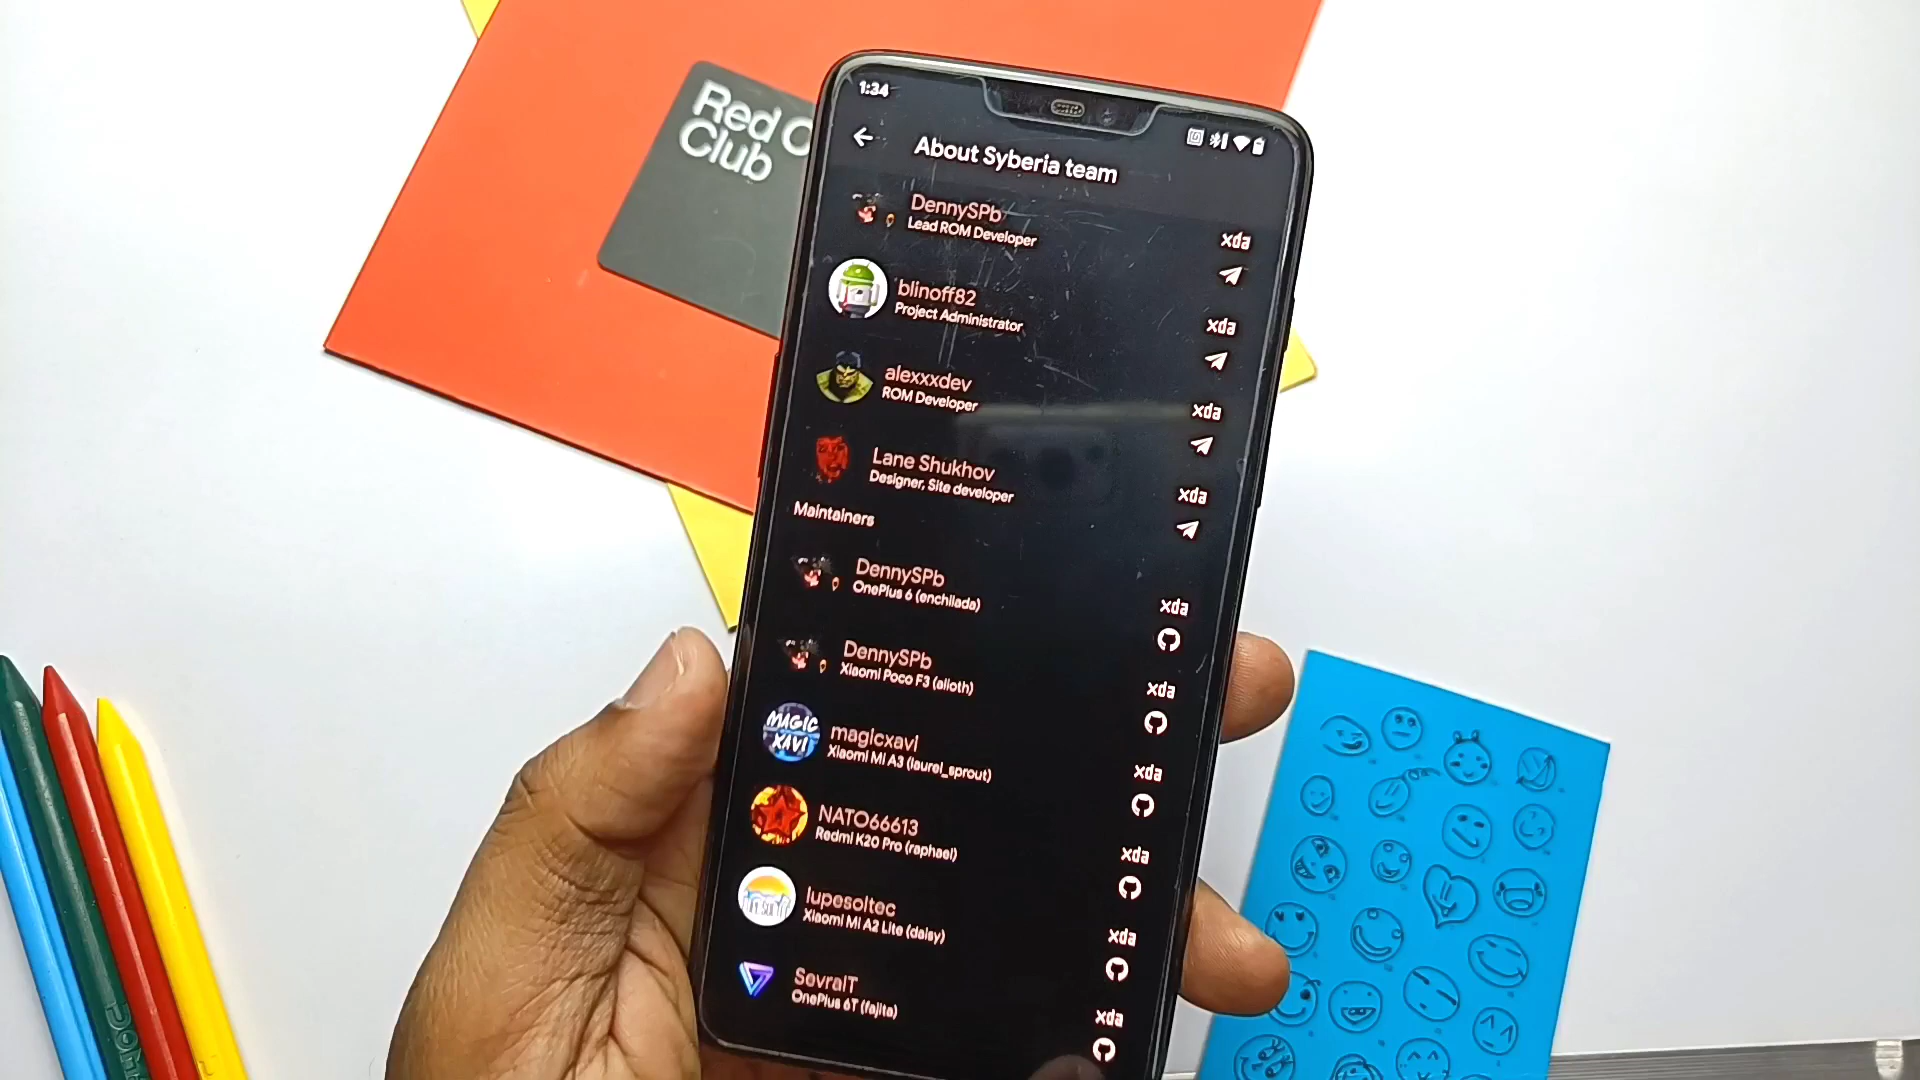 Red
Club
1:34
About Syberia team
DennySPb
Lead ROM Developer
xda
blinoff82
Project Administrator
xda
alexxxdev
ROM Developer
xda
Lane Shukhov
Designer, Site developer
xda
Maintainers
DennySPb
OnePlus 6 (enchilada)
xda
DennySPb
Xiaomi Poco F3 (alioth)
xda
MAGIC
XAVI
magicxavi
Xiaomi Mi A3 (laurel_sprout)
xda
NATO66613
Redmi K20 Pro (raphael)
xda
lupesoltec
Xiaomi Mi A2 Lite (daisy)
xda
SevralT
OnePlus 6T (fajita)
xda